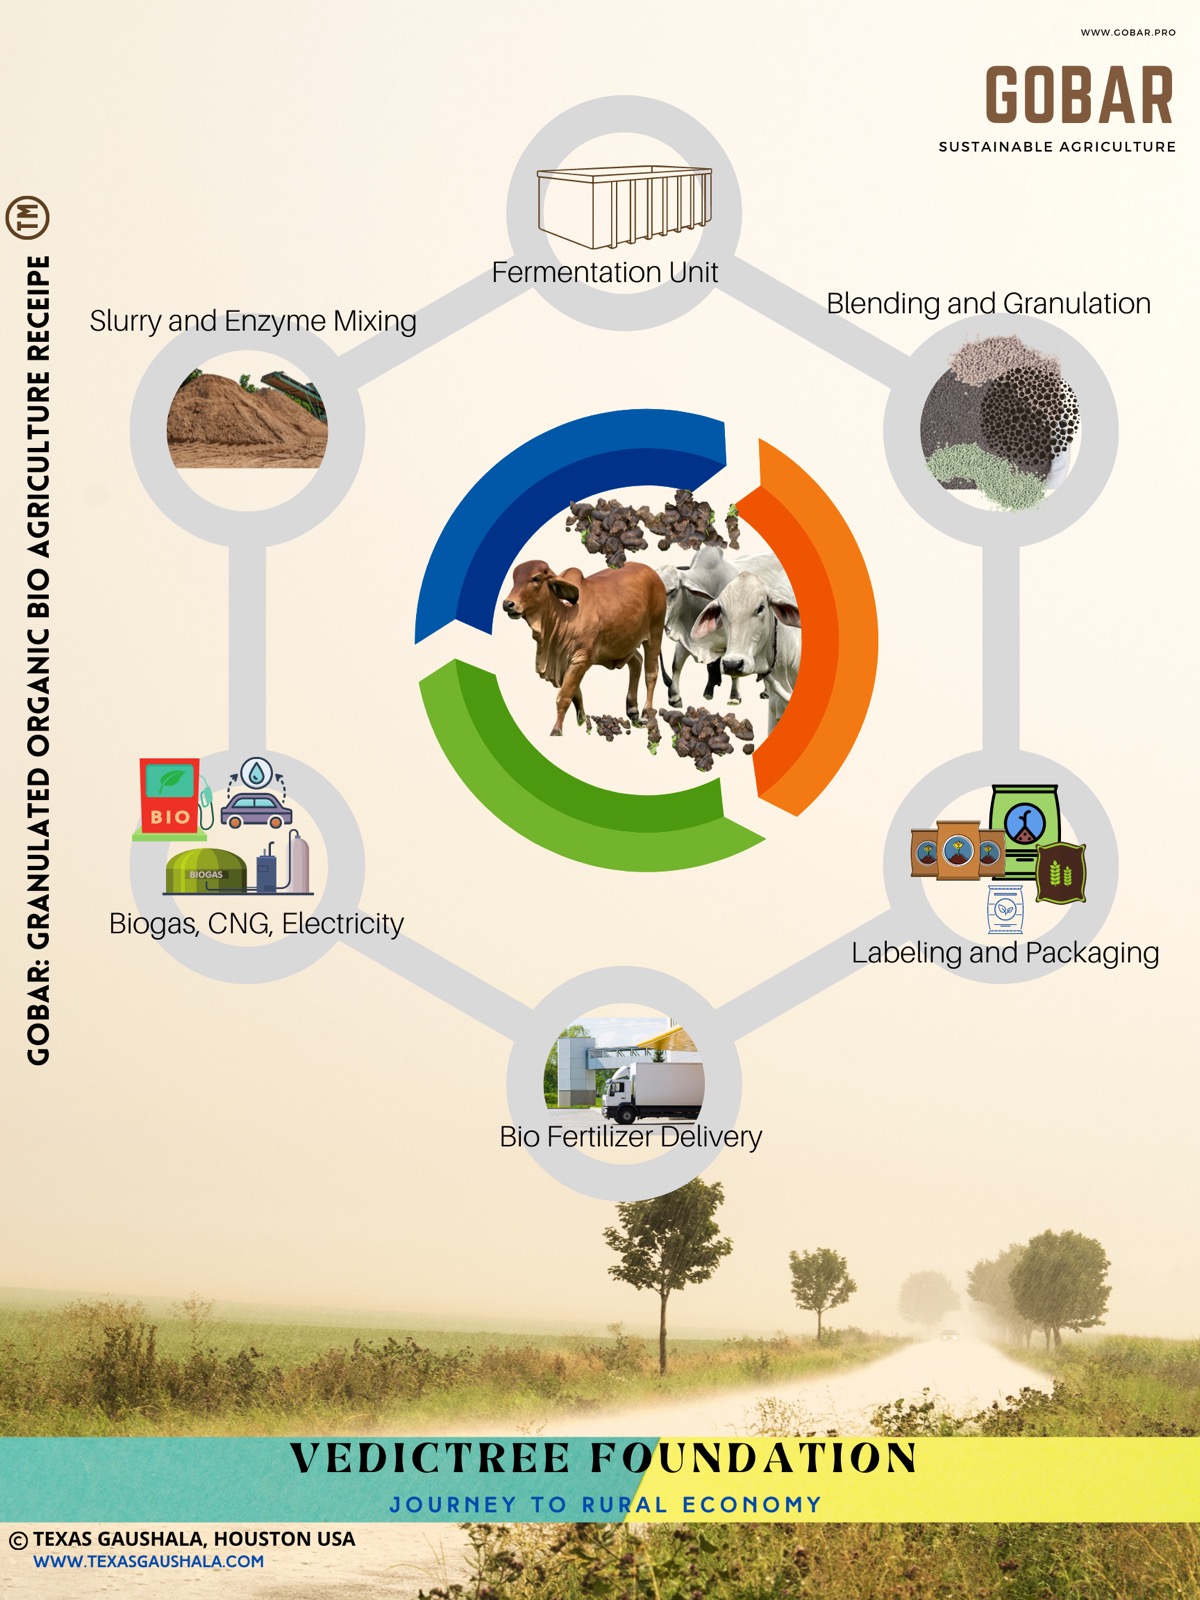 WWW.GOBAR.PRO
GOBAR
SUSTAINABLE AGRICULTURE
GOBAR: GRANULATED ORGANIC BIO AGRICULTURE RECEIPE TM
Fermentation Unit
Slurry and Enzyme Mixing
Blending and Granulation
BIO
BIOGAS
Biogas, CNG, Electricity
Labeling and Packaging
Bio Fertilizer Delivery
VEDICTREE FOUNDATION
JOURNEY TO RURAL ECONOMY
© TEXAS GAUSHALA, HOUSTON USA
WWW.TEXASGAUSHALA.COM